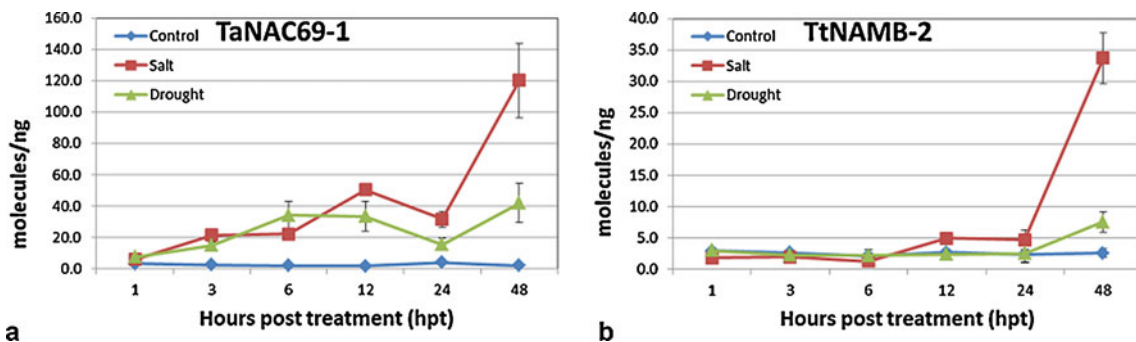 TaNAC69-1
Control
Salt
Drought
molecules/ng
160.0
140.0
120.0
100.0
80.0
60.0
40.0
20.0
0.0
1 3 6 12 24 48
Hours post treatment (hpt)
a
TtNAMB-2
Control
Salt
Drought
molecules/ng
40.0
35.0
30.0
25.0
20.0
15.0
10.0
5.0
0.0
1 3 6 12 24 48
Hours post treatment (hpt)
b